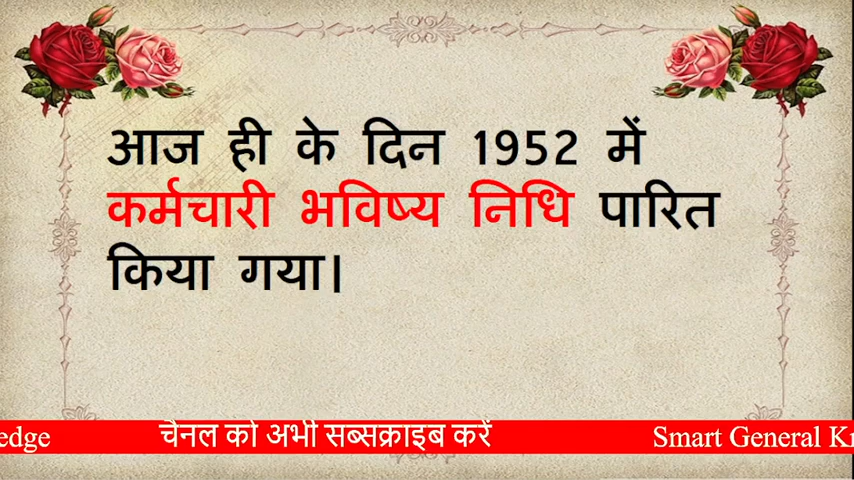 आज ही के दिन 1952 में
कर्मचारी भविष्य निधि पारित
किया गया।
edge चैनल को अभी सब्सक्राइब करें Smart General Kn